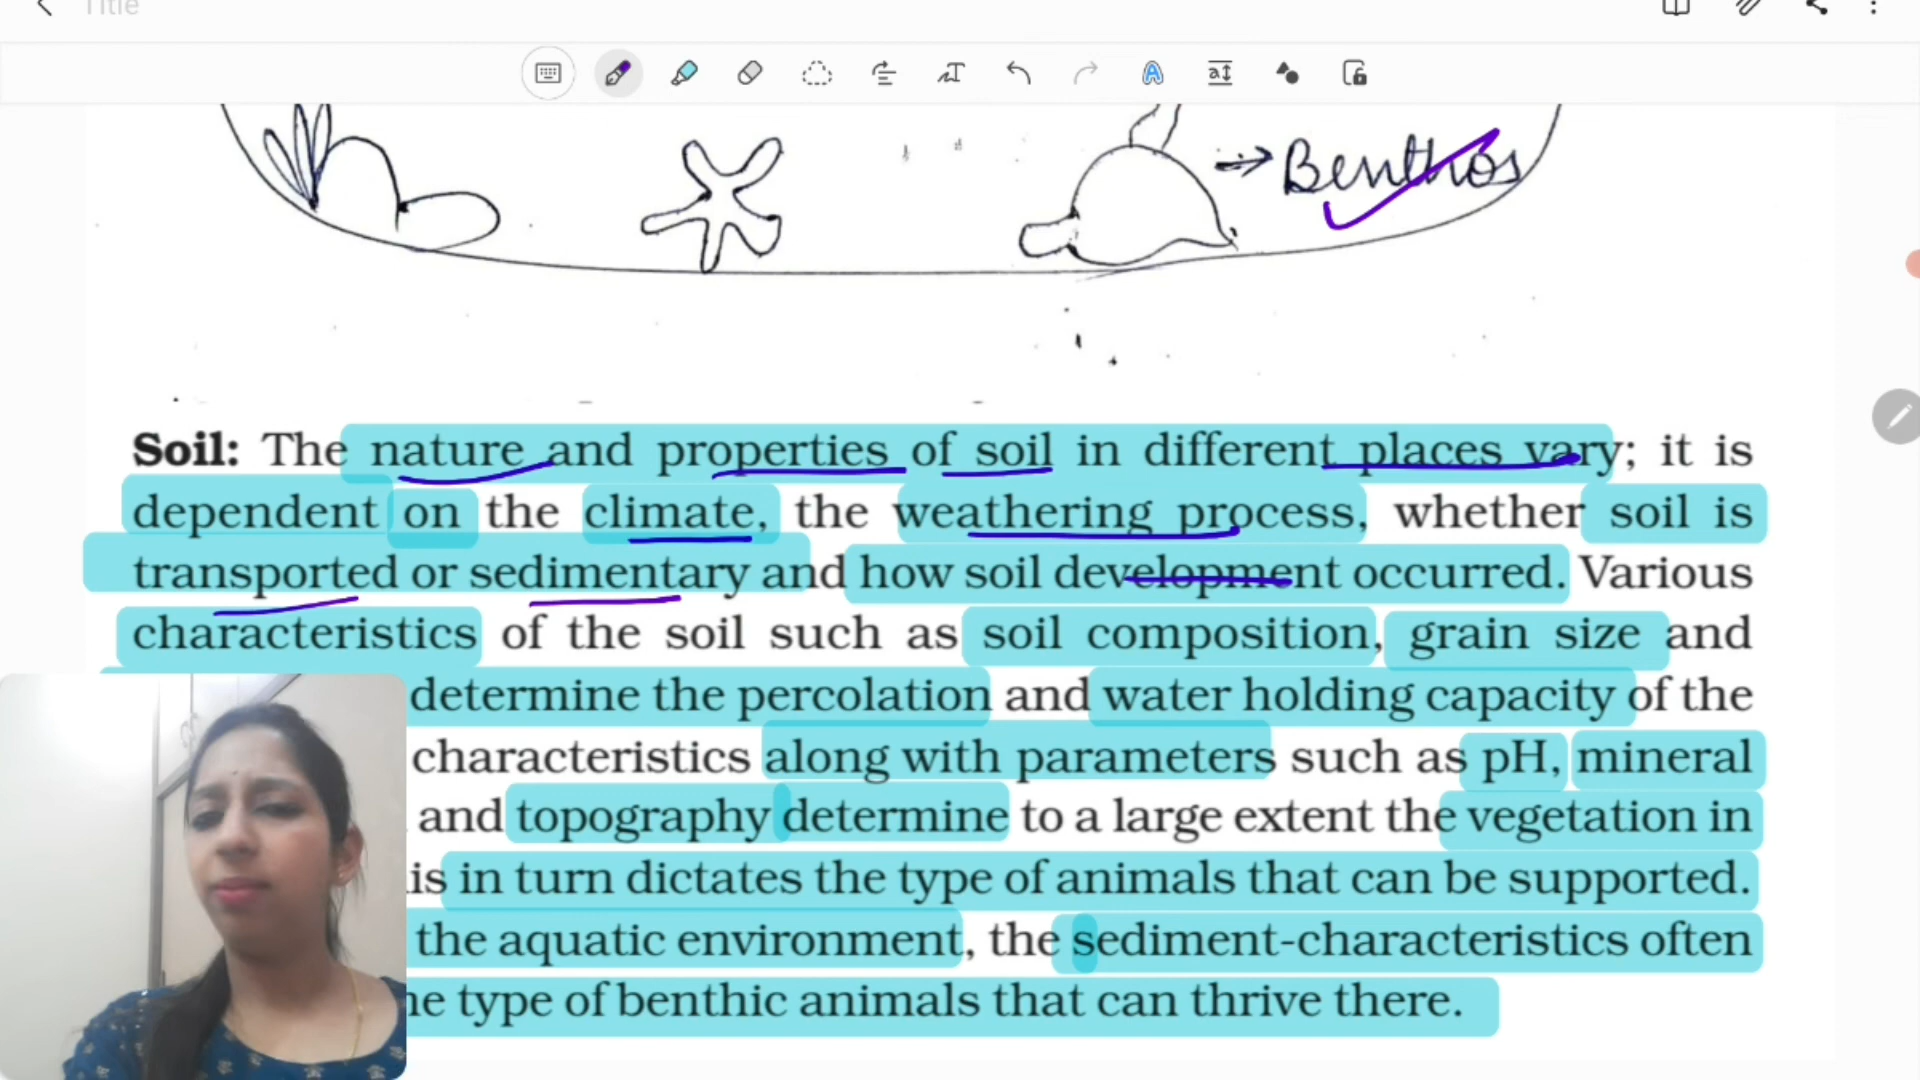 Title
→ Benthos
Soil: The nature and properties of soil in different places vary; it is
dependent on the climate, the weathering process, whether soil is
transported or sedimentary and how soil development occurred. Various
characteristics of the soil such as soil composition, grain size and
determine the percolation and water holding capacity of the
characteristics along with parameters such as pH, mineral
and topography determine to a large extent the vegetation in
is in turn dictates the type of animals that can be supported.
the aquatic environment, the sediment-characteristics often
type of benthic animals that can thrive there.